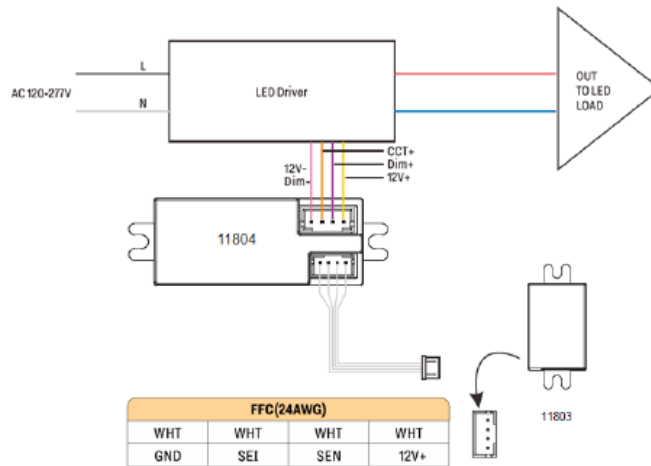 L
AC 120-277V
N
LED Driver
OUT
TO LED
LOAD
CCT+
12V-
Dim+
Dim-
12V+
11804
11803
FFC(24AWG)
WHT WHT WHT WHT
GND SEI SEN 12V+